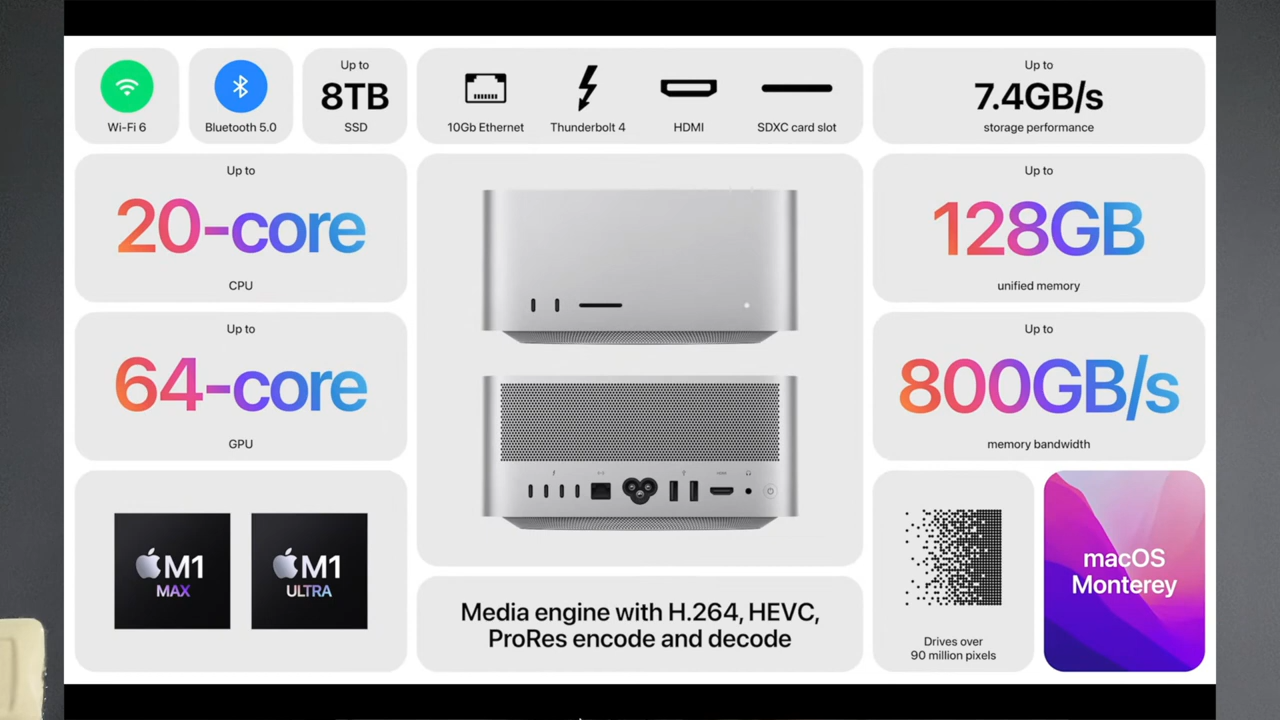 Wi-Fi 6
Bluetooth 5.0
Up to
8TB
SSD
10Gb Ethernet
Thunderbolt 4
HDMI
SDXC card slot
Up to
7.4GB/s
storage performance
Up to
20-core
CPU
Up to
128GB
unified memory
Up to
64-core
GPU
Up to
800GB/s
memory bandwidth
M1
MAX
M1
ULTRA
Media engine with H.264, HEVC,
ProRes encode and decode
Drives over
90 million pixels
macOS
Monterey